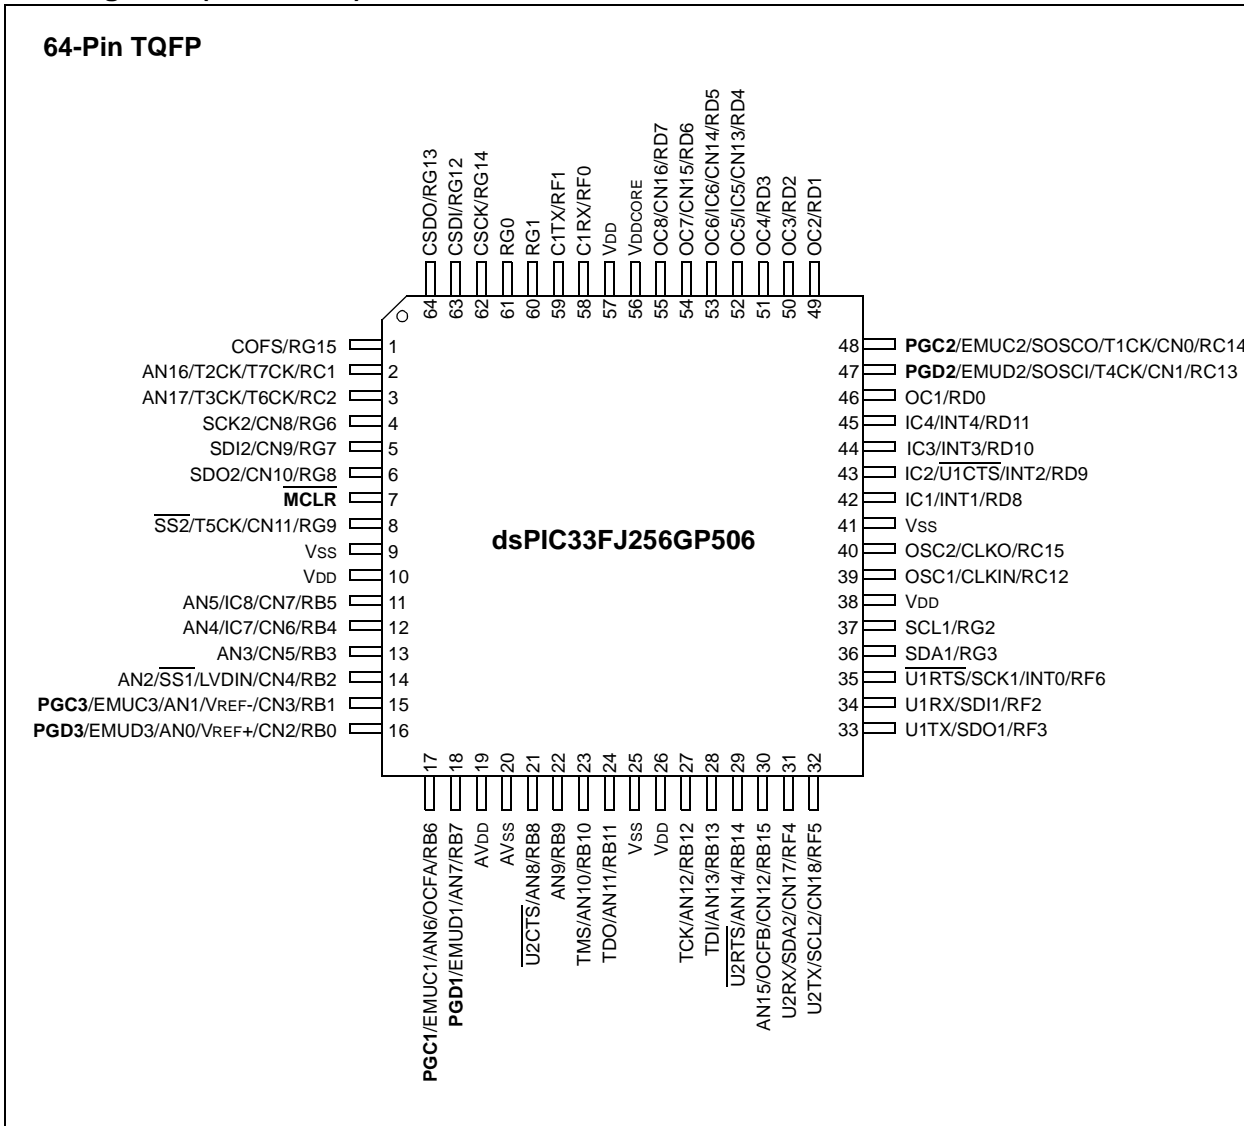 64-Pin TQFP
CSDO/RG13
CSDI/RG12
CSCK/RG14
RG0
RG1
C1TX/RF1
C1RX/RF0
VDD
VDDCORE
OC8/CN16/RD7
OC7/CN15/RD6
OC6/IC6/CN14/RD5
OC5/IC5/CN13/RD4
OC4/RD3
OC3/RD2
OC2/RD1
64 63 62 61 60 59 58 57 56 55 54 53 52 51 50 49
COFS/RG15 1
AN16/T2CK/T7CK/RC1 2
AN17/T3CK/T6CK/RC2 3
SCK2/CN8/RG6 4
SDI2/CN9/RG7 5
SDO2/CN10/RG8 6
MCLR 7
SS2/T5CK/CN11/RG9 8
VSS 9
VDD 10
AN5/IC8/CN7/RB5 11
AN4/IC7/CN6/RB4 12
AN3/CN5/RB3 13
AN2/SS1/LVDIN/CN4/RB2 14
PGC3/EMUC3/AN1/VREF-/CN3/RB1 15
PGD3/EMUD3/AN0/VREF+/CN2/RB0 16
dsPIC33FJ256GP506
48 PGC2/EMUC2/SOSCO/T1CK/CN0/RC14
47 PGD2/EMUD2/SOSCI/T4CK/CN1/RC13
46 OC1/RD0
45 IC4/INT4/RD11
44 IC3/INT3/RD10
43 IC2/U1CTS/INT2/RD9
42 IC1/INT1/RD8
41 VSS
40 OSC2/CLKO/RC15
39 OSC1/CLKIN/RC12
38 VDD
37 SCL1/RG2
36 SDA1/RG3
35 U1RTS/SCK1/INT0/RF6
34 U1RX/SDI1/RF2
33 U1TX/SDO1/RF3
17 18 19 20 21 22 23 24 25 26 27 28 29 30 31 32
PGC1/EMUC1/AN6/OCFA/RB6
PGD1/EMUD1/AN7/RB7
AVDD
AVSS
U2CTS/AN8/RB8
AN9/RB9
TMS/AN10/RB10
TDO/AN11/RB11
VSS
VDD
TCK/AN12/RB12
TDI/AN13/RB13
U2RTS/AN14/RB14
AN15/OCFB/CN12/RB15
U2RX/SDA2/CN17/RF4
U2TX/SCL2/CN18/RF5